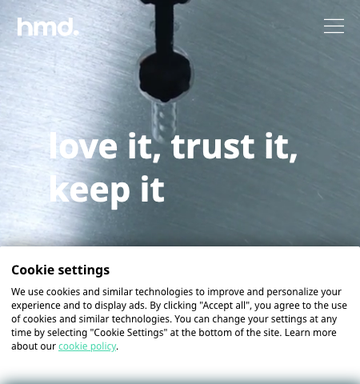 hmd.
love it, trust it,
keep it
Cookie settings
We use cookies and similar technologies to improve and personalize your
experience and to display ads. By clicking "Accept all", you agree to the use
of cookies and similar technologies. You can change your settings at any
time by selecting "Cookie Settings" at the bottom of the site. Learn more
about our cookie policy.